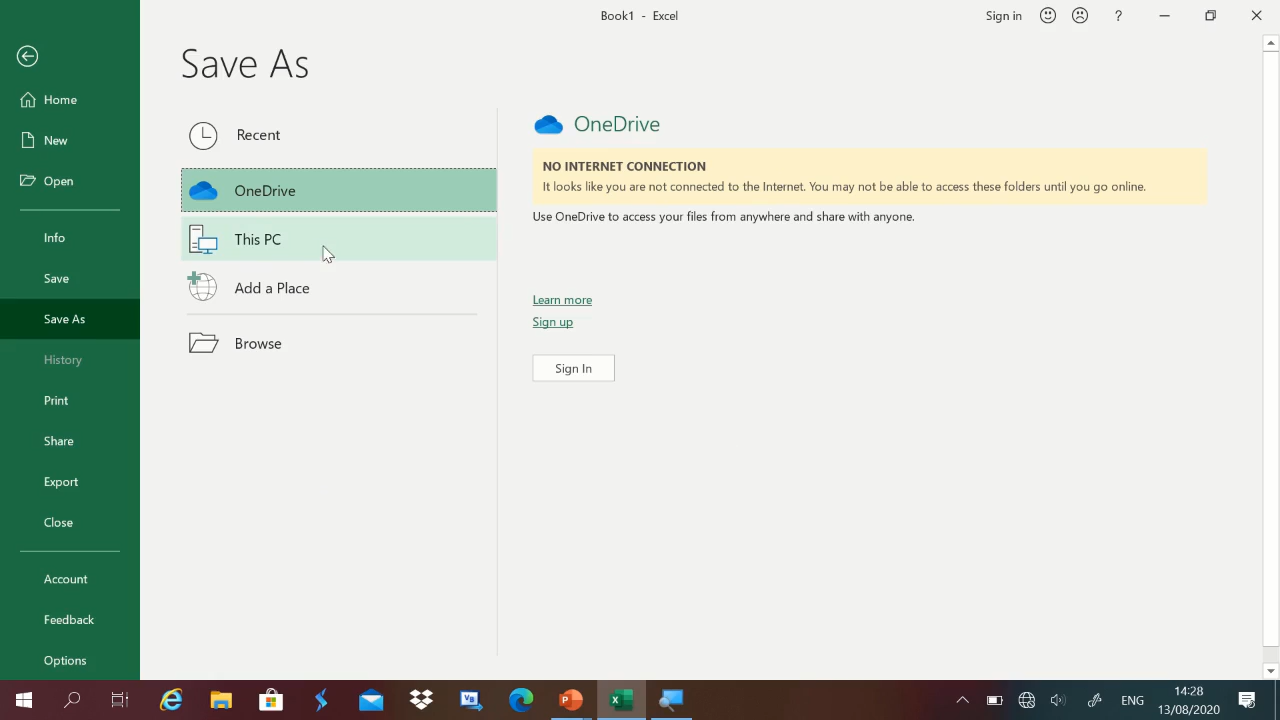 Book1 - Excel
Sign in
?
Save As
Home
New
Open
Info
Save
Save As
History
Print
Share
Export
Close
Account
Feedback
Options
Recent
OneDrive
This PC
Add a Place
Browse
OneDrive
NO INTERNET CONNECTION
It looks like you are not connected to the Internet. You may not be able to access these folders until you go online.
Use OneDrive to access your files from anywhere and share with anyone.
Learn more
Sign up
Sign In
ENG
14:28
13/08/2020